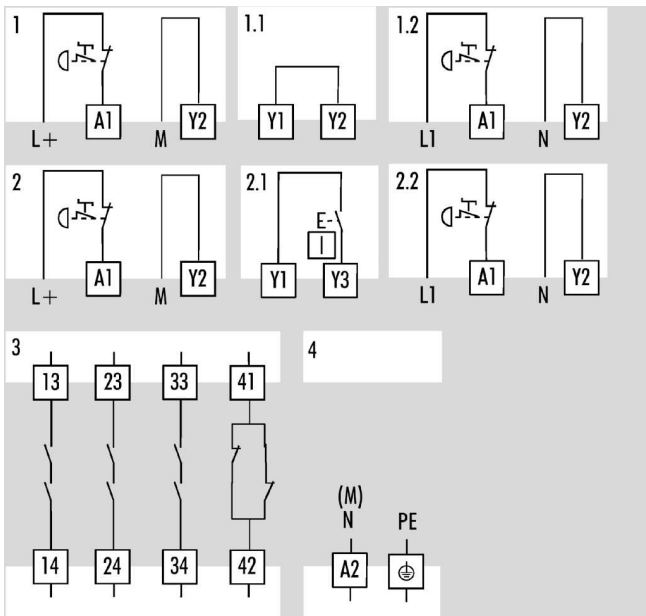 1 1.1 1.2
A1 Y2 Y1 Y2 A1 Y2
L+ M L1 N
2 2.1 2.2
E-
I
A1 Y2 Y1 Y3 A1 Y2
L+ M L1 N
3 4
13 23 33 41
(M)
N PE
14 24 34 42 A2